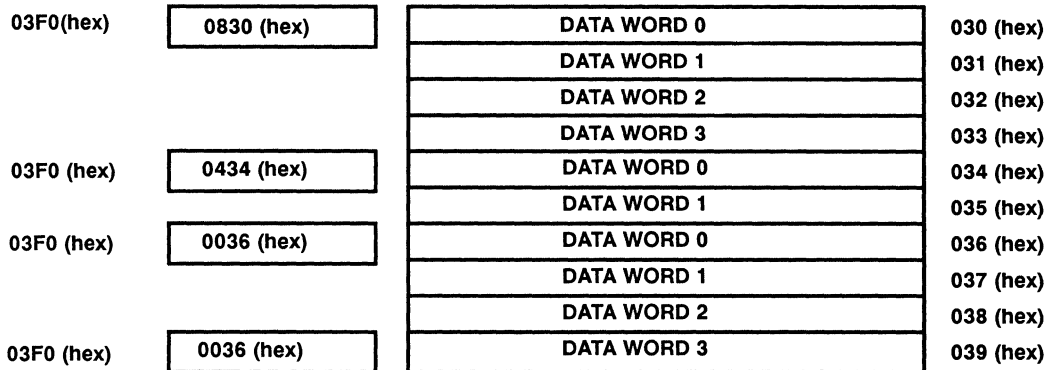 03F0(hex) 0830 (hex) DATA WORD 0 030 (hex)
DATA WORD 1 031 (hex)
DATA WORD 2 032 (hex)
DATA WORD 3 033 (hex)
03F0 (hex) 0434 (hex) DATA WORD 0 034 (hex)
DATA WORD 1 035 (hex)
03F0 (hex) 0036 (hex) DATA WORD 0 036 (hex)
DATA WORD 1 037 (hex)
DATA WORD 2 038 (hex)
03F0 (hex) 0036 (hex) DATA WORD 3 039 (hex)